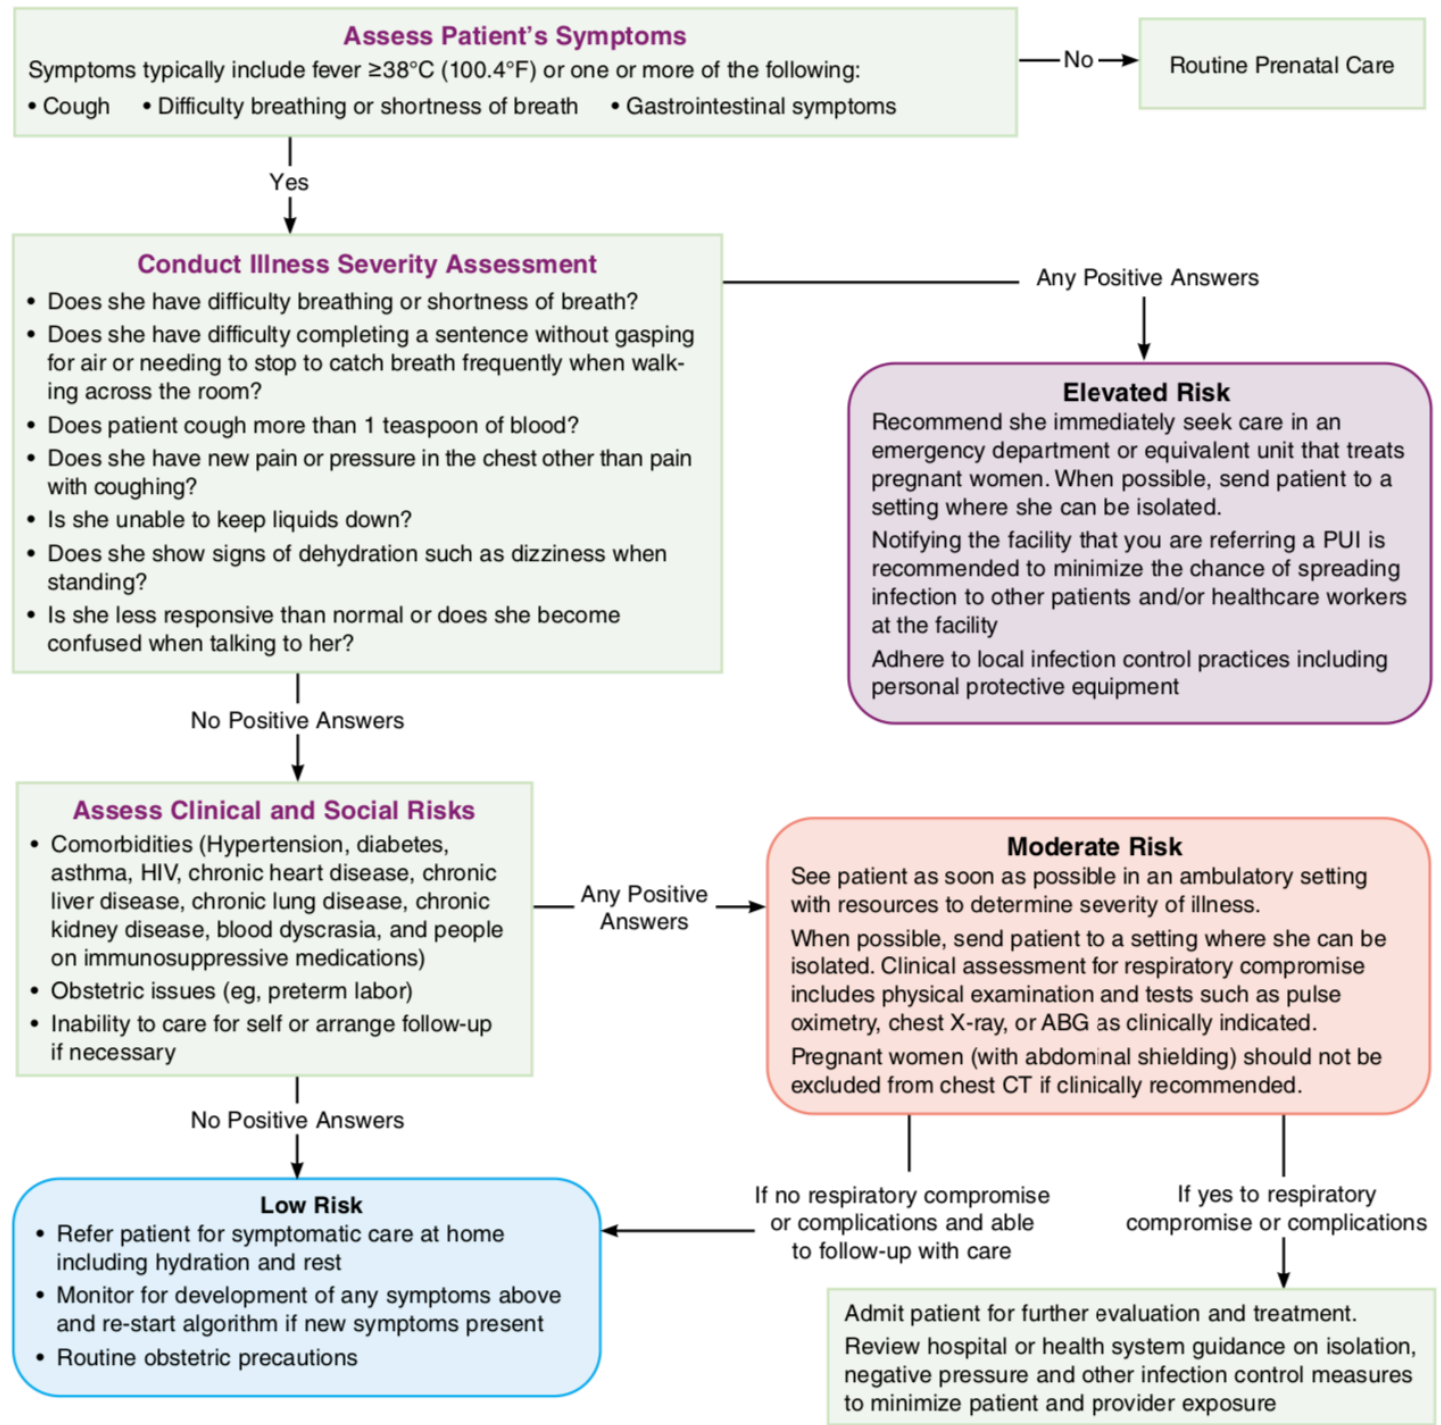 Assess Patient’s Symptoms
Symptoms typically include fever ≥38°C (100.4°F) or one or more of the following:
• Cough • Difficulty breathing or shortness of breath • Gastrointestinal symptoms
No
Routine Prenatal Care
Yes
Conduct Illness Severity Assessment
• Does she have difficulty breathing or shortness of breath?
• Does she have difficulty completing a sentence without gasping
for air or needing to stop to catch breath frequently when walk-
ing across the room?
• Does patient cough more than 1 teaspoon of blood?
• Does she have new pain or pressure in the chest other than pain
with coughing?
• Is she unable to keep liquids down?
• Does she show signs of dehydration such as dizziness when
standing?
• Is she less responsive than normal or does she become
confused when talking to her?
Any Positive Answers
Elevated Risk
Recommend she immediately seek care in an
emergency department or equivalent unit that treats
pregnant women. When possible, send patient to a
setting where she can be isolated.
Notifying the facility that you are referring a PUI is
recommended to minimize the chance of spreading
infection to other patients and/or healthcare workers
at the facility
Adhere to local infection control practices including
personal protective equipment
No Positive Answers
Assess Clinical and Social Risks
• Comorbidities (Hypertension, diabetes,
asthma, HIV, chronic heart disease, chronic
liver disease, chronic lung disease, chronic
kidney disease, blood dyscrasia, and people
on immunosuppressive medications)
• Obstetric issues (eg, preterm labor)
• Inability to care for self or arrange follow-up
if necessary
Any Positive
Answers
Moderate Risk
See patient as soon as possible in an ambulatory setting
with resources to determine severity of illness.
When possible, send patient to a setting where she can be
isolated. Clinical assessment for respiratory compromise
includes physical examination and tests such as pulse
oximetry, chest X-ray, or ABG as clinically indicated.
Pregnant women (with abdominal shielding) should not be
excluded from chest CT if clinically recommended.
No Positive Answers
Low Risk
• Refer patient for symptomatic care at home
including hydration and rest
• Monitor for development of any symptoms above
and re-start algorithm if new symptoms present
• Routine obstetric precautions
If no respiratory compromise
or complications and able
to follow-up with care
If yes to respiratory
compromise or complications
Admit patient for further evaluation and treatment.
Review hospital or health system guidance on isolation,
negative pressure and other infection control measures
to minimize patient and provider exposure